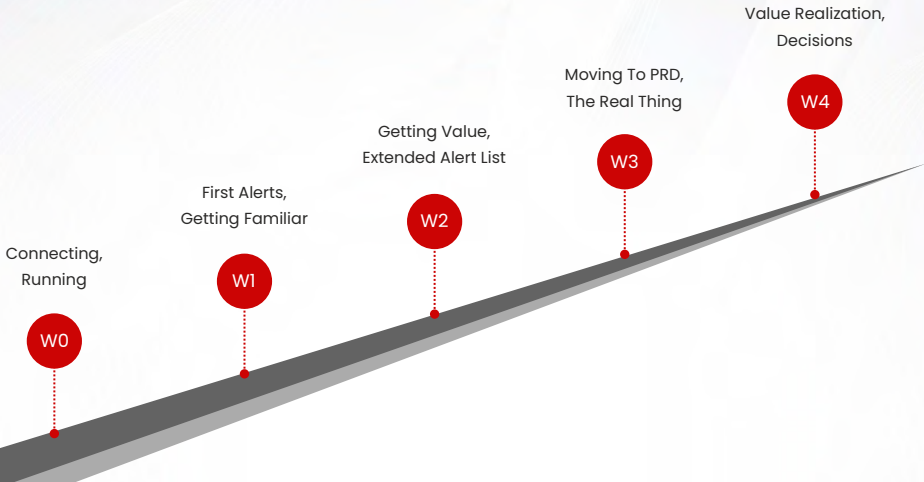 Connecting,
Running
W0
First Alerts,
Getting Familiar
W1
Getting Value,
Extended Alert List
W2
Moving To PRD,
The Real Thing
W3
Value Realization,
Decisions
W4